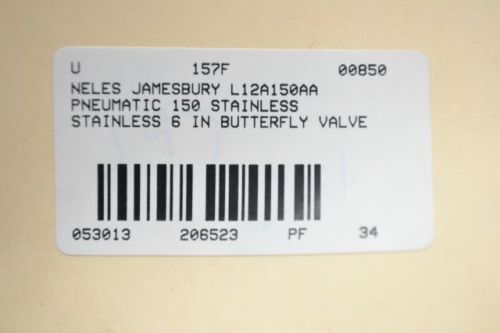 U 157F 00850
NELES JAMESBURY L12A150AA
PNEUMATIC 150 STAINLESS
STAINLESS 6 IN BUTTERFLY VALVE
053013 206523 PF 34